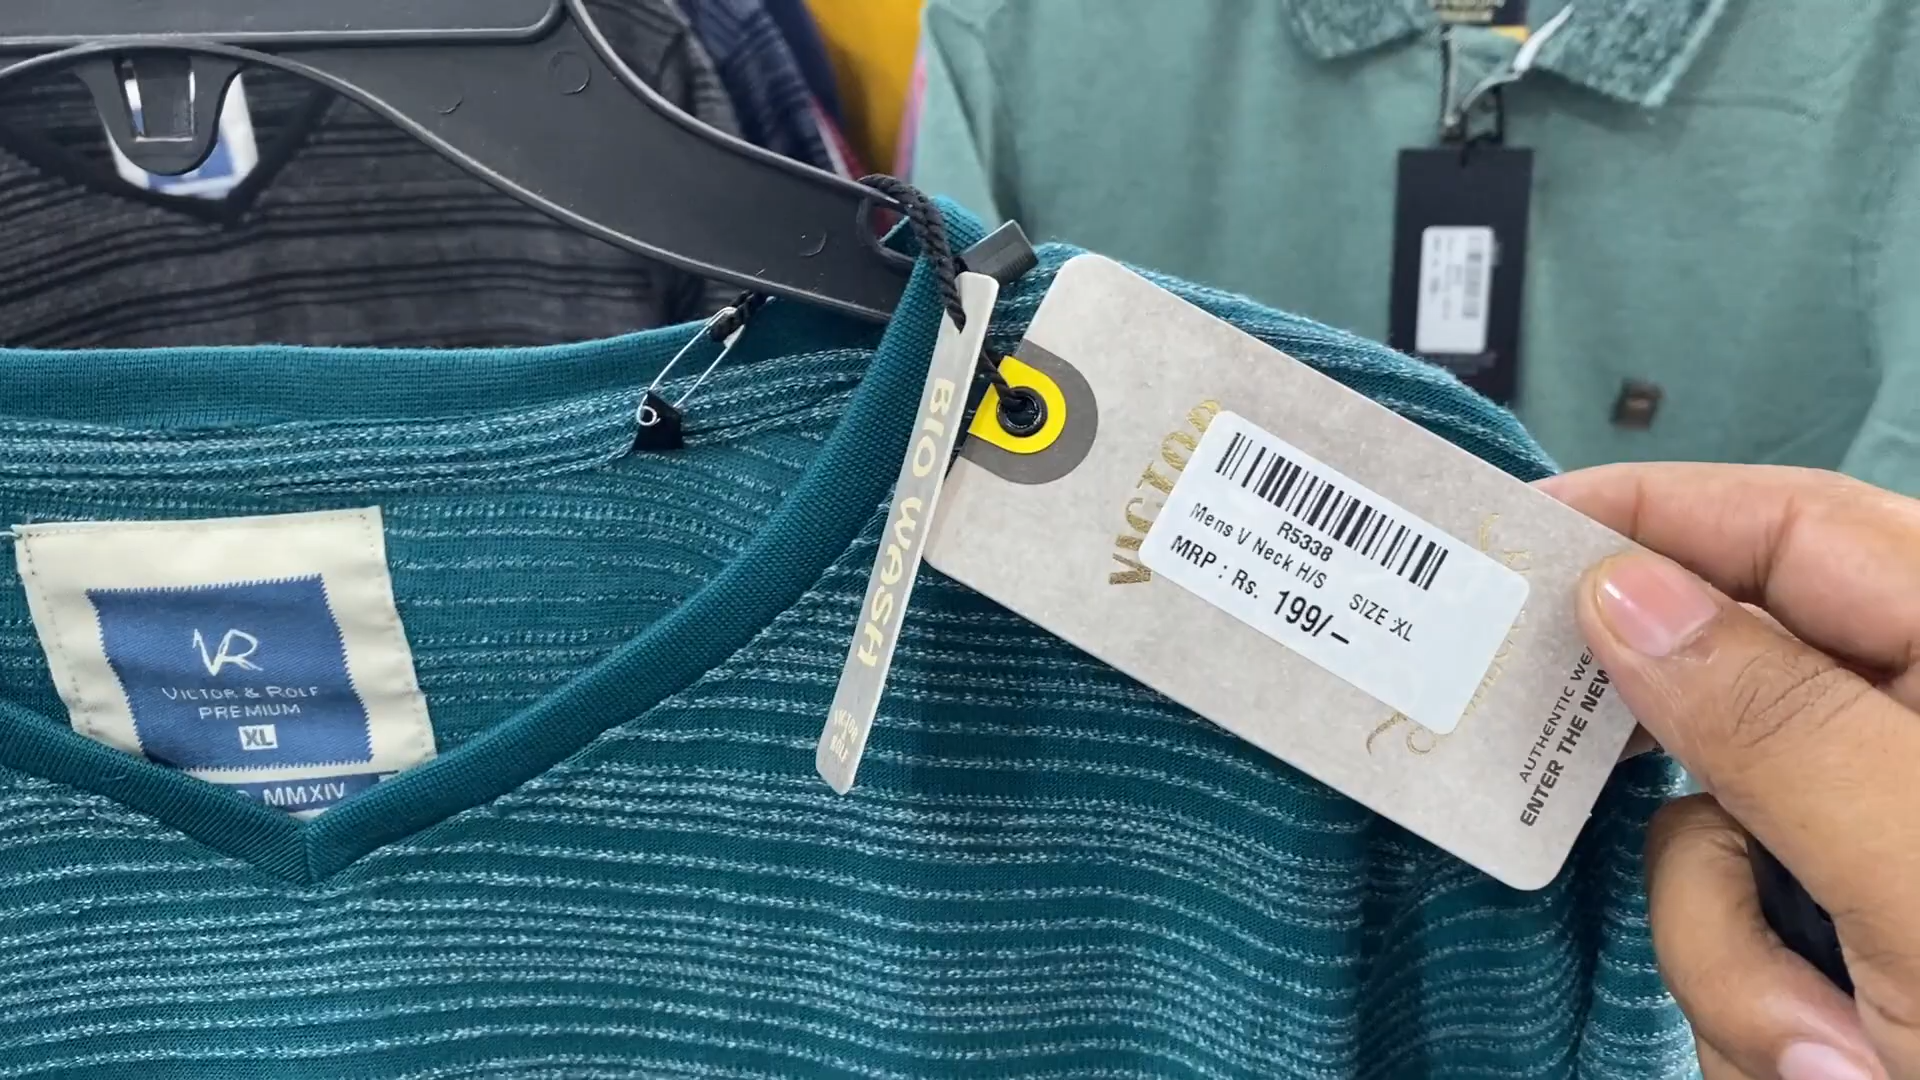 VR
VICTOR & ROLF
PREMIUM
XL
MMXIV
BIO WASH
VICTOR
&
ROLF
VICTOR
R5338
Mens V Neck H/S
SIZE :XL
MRP : Rs. 199/-
AUTHENTIC WEA
ENTER THE NEW